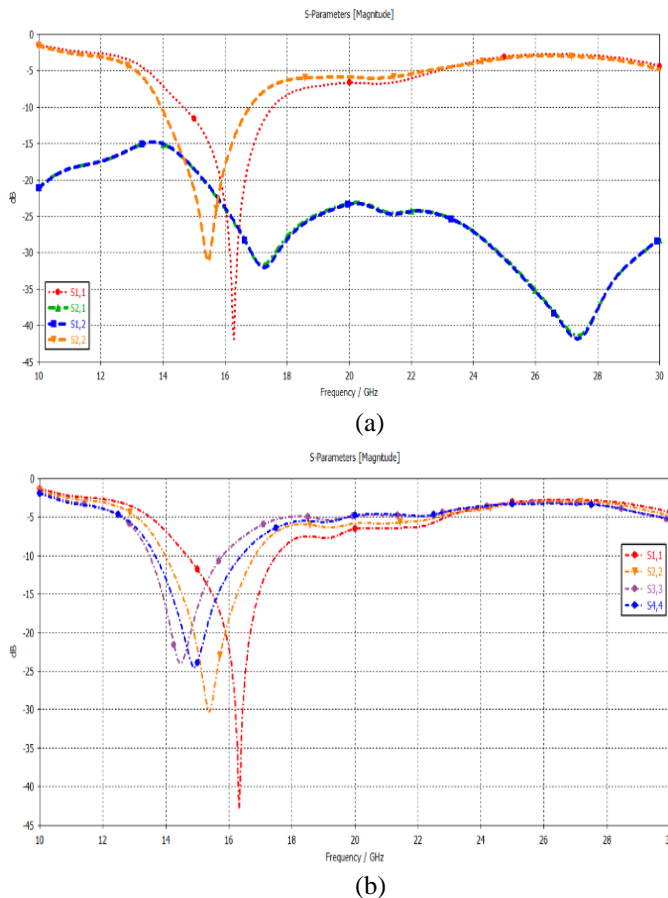 S-Parameters [Magnitude]
0
-5
-10
-15
-20
-25
-30
-35
-40
-45
dB
S1,1
S2,1
S1,2
S2,2
10 12 14 16 18 20 22 24 26 28 30
Frequency / GHz
(a)
S-Parameters [Magnitude]
0
-5
-10
-15
-20
-25
-30
-35
-40
-45
dB
S1,1
S2,2
S3,3
S4,4
10 12 14 16 18 20 22 24 26 28
Frequency / GHz
(b)